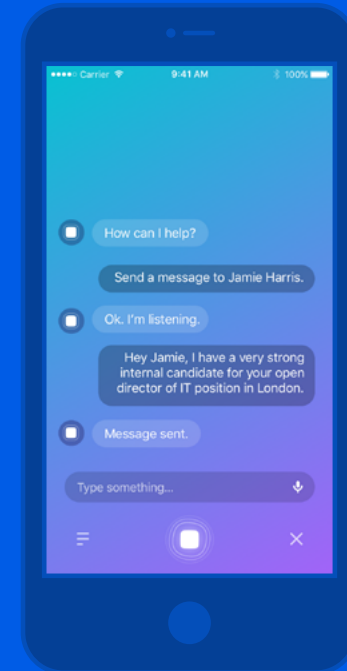 Carrier 9:41 AM 100%
How can I help?
Send a message to Jamie Harris.
Ok. I'm listening.
Hey Jamie, I have a very strong
internal candidate for your open
director of IT position in London.
Message sent.
Type something...